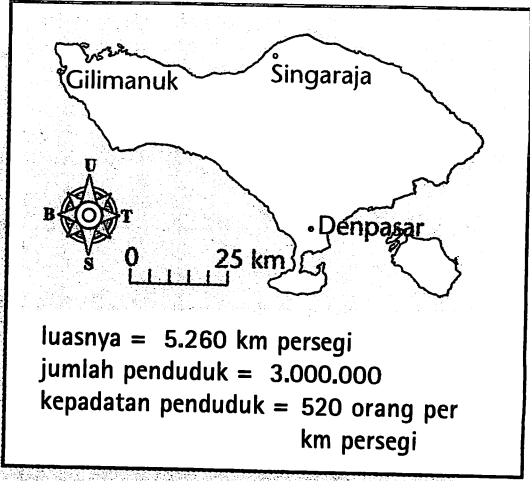 Singaraja
Gilimanuk
U
B T
S
Denpasar
0 25 km
luasnya = 5.260 km persegi
jumlah penduduk = 3.000.000
kepadatan penduduk = 520 orang per
km persegi